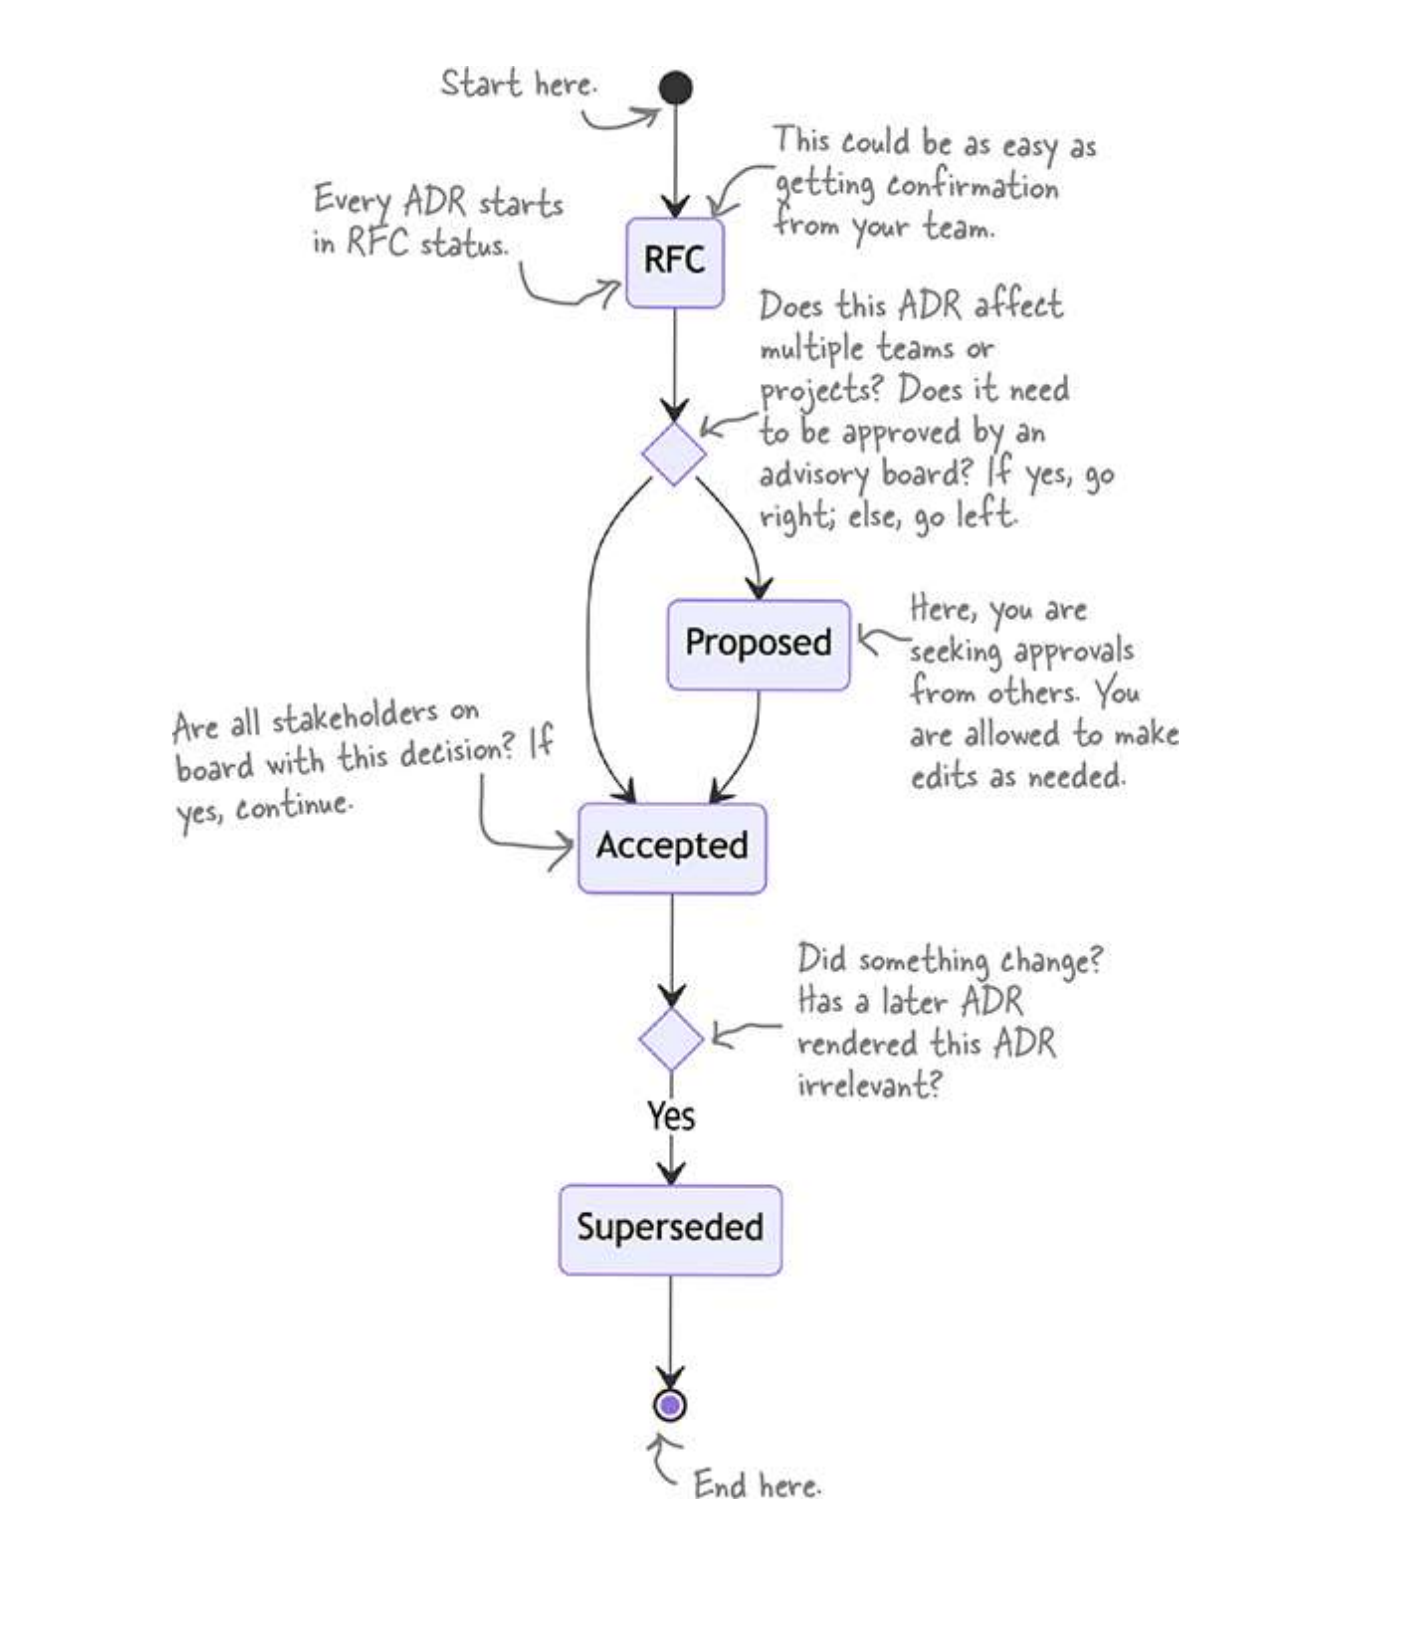 Start here.
This could be as easy as
getting confirmation
from your team.
Every ADR starts
in RFC status.
RFC
Does this ADR affect
multiple teams or
projects? Does it need
to be approved by an
advisory board? If yes, go
right; else, go left.
Proposed
Here, you are
seeking approvals
from others. You
are allowed to make
edits as needed.
Are all stakeholders on
board with this decision? If
yes, continue.
Accepted
Did something change?
Has a later ADR
rendered this ADR
irrelevant?
Yes
Superseded
End here.